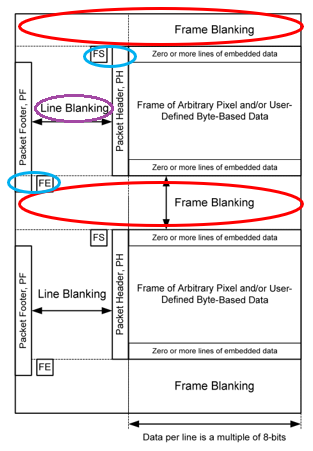 Frame Blanking
FS
Zero or more lines of embedded data
Packet Footer, PF
Line Blanking
Packet Header, PH
Frame of Arbitrary Pixel and/or User-
Defined Byte-Based Data
Zero or more lines of embedded data
FE
Frame Blanking
FS
Zero or more lines of embedded data
Packet Footer, PF
Line Blanking
Packet Header, PH
Frame of Arbitrary Pixel and/or User-
Defined Byte-Based Data
Zero or more lines of embedded data
FE
Frame Blanking
Data per line is a multiple of 8-bits